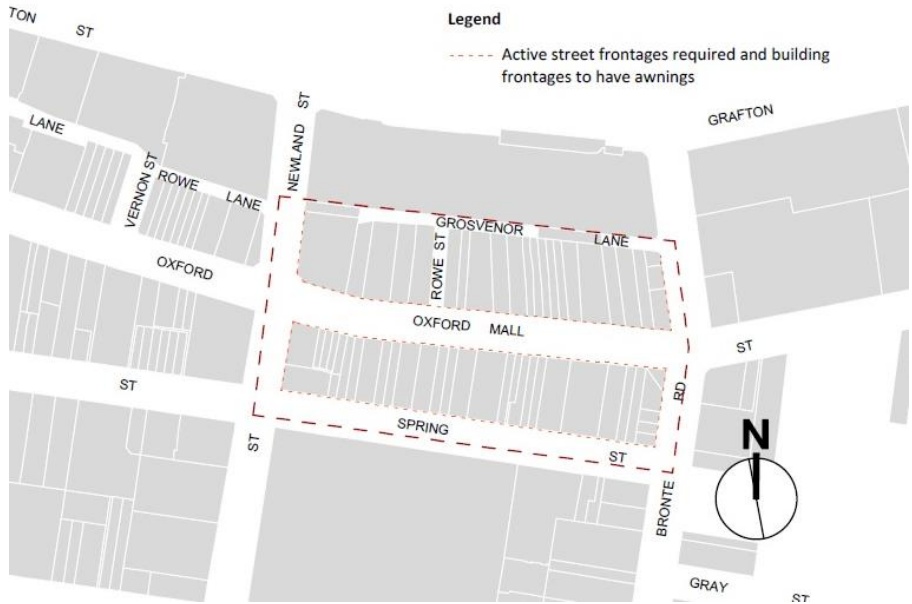 TON ST
Legend
Active street frontages required and building
frontages to have awnings
GRAFTON
NEWLAND ST
LANE
VERNON ST
ROWE LANE
GROSVENOR LANE
ROWE ST
OXFORD
OXFORD MALL
ST
ST
RD
SPRING
ST
ST
N
BRONTE
GRAY ST